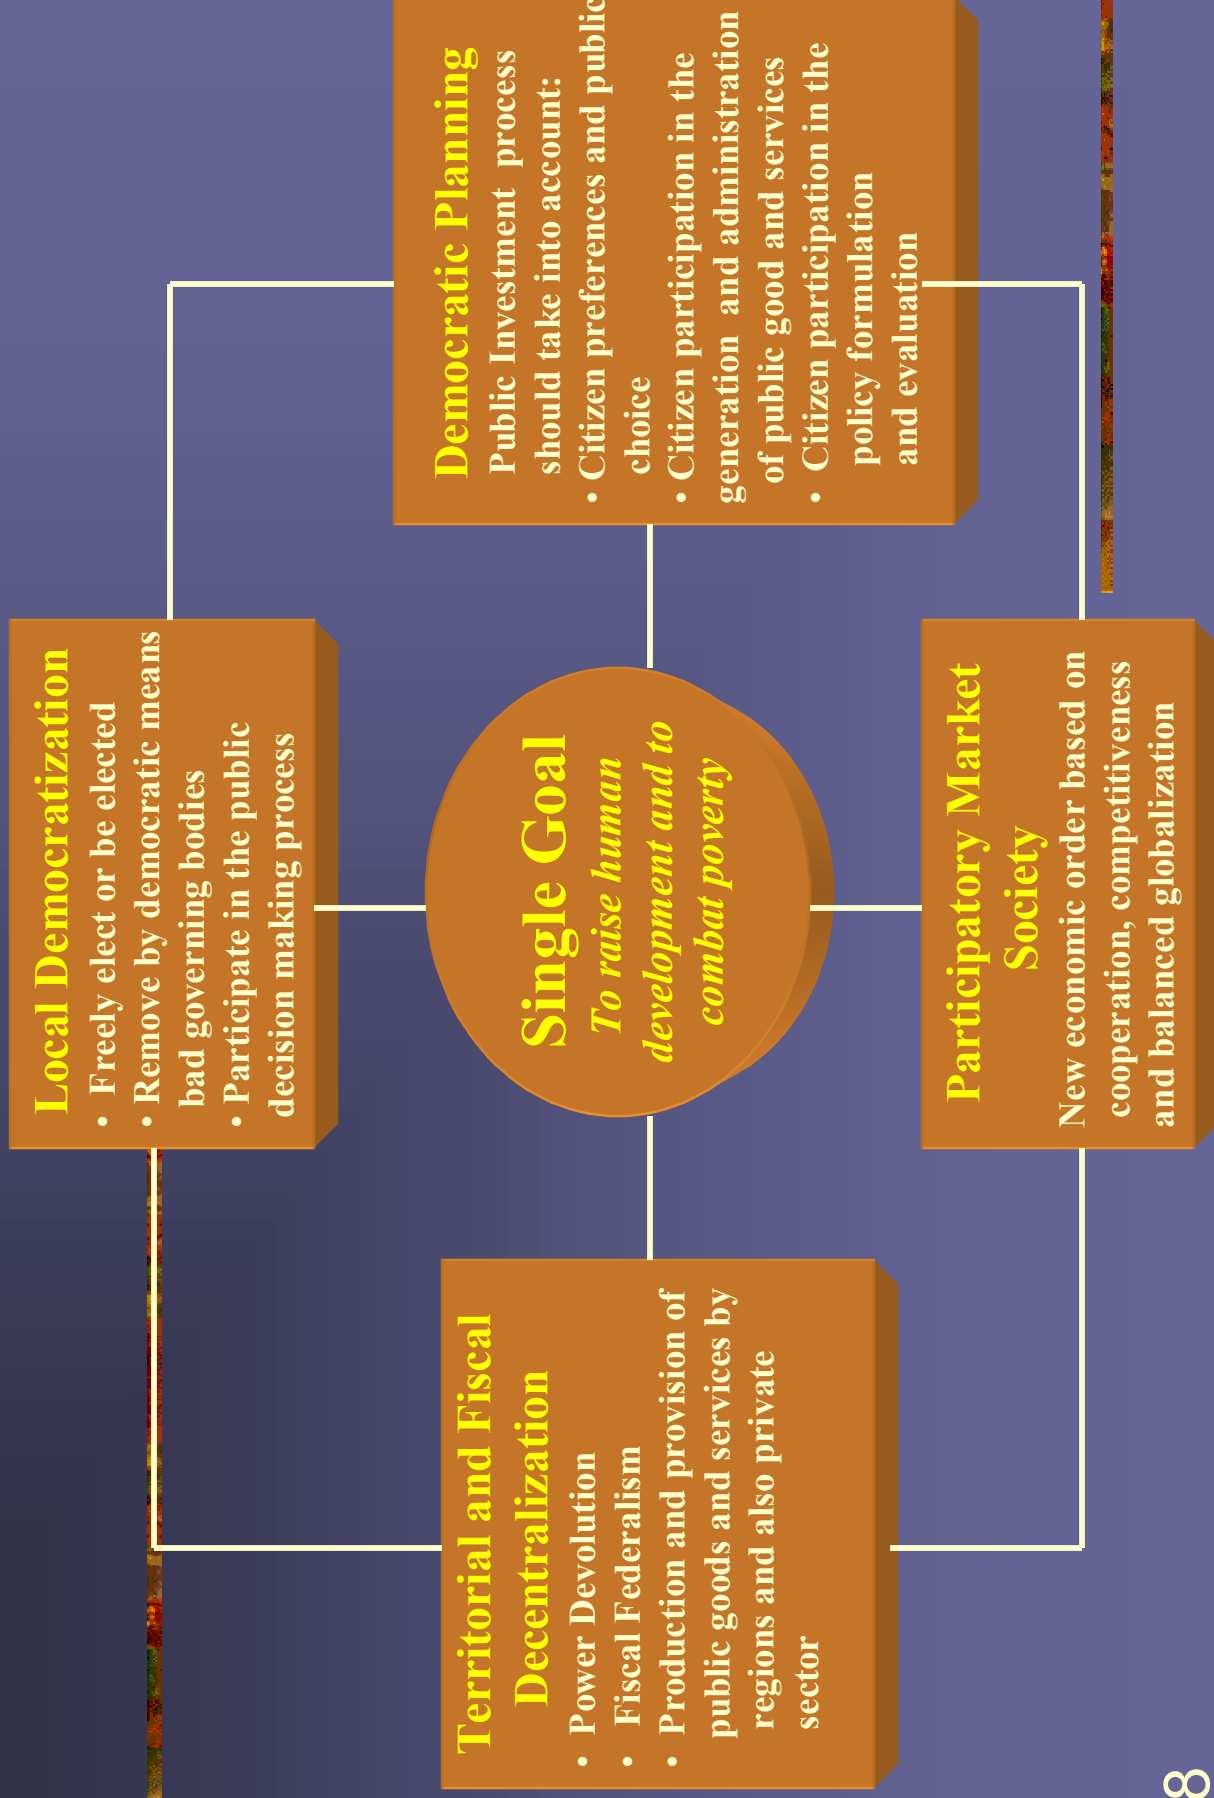 Local Democratization
• Freely elect or be elected
• Remove by democratic means
bad governing bodies
• Participate in the public
decision making process
Territorial and Fiscal
Decentralization
• Power Devolution
• Fiscal Federalism
• Production and provision of
public goods and services by
regions and also private
sector
Single Goal
To raise human
development and to
combat poverty
Democratic Planning
Public Investment process
should take into account:
• Citizen preferences and public
choice
• Citizen participation in the
generation and administration
of public good and services
• Citizen participation in the
policy formulation
and evaluation
Participatory Market
Society
New economic order based on
cooperation, competitiveness
and balanced globalization
8